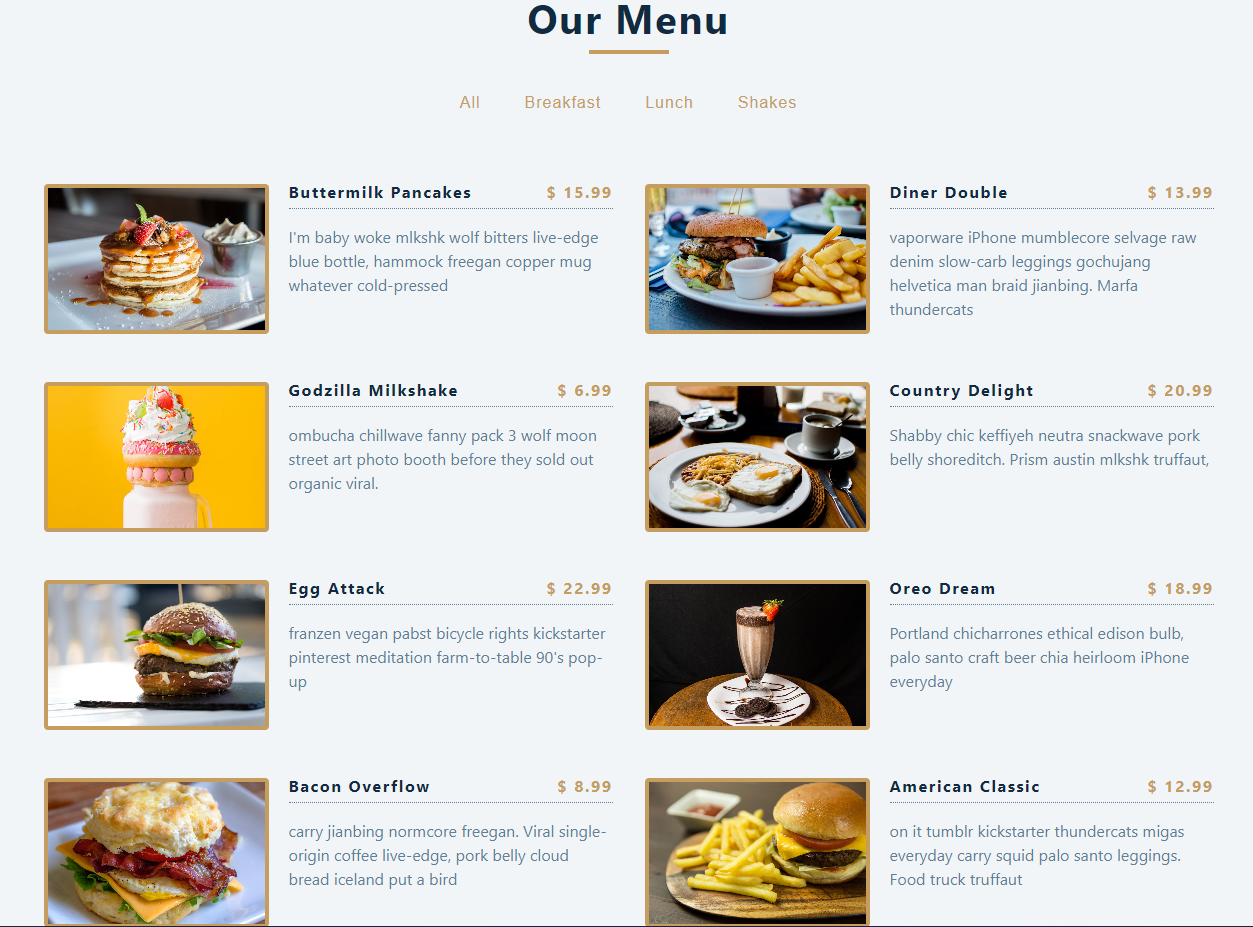 Our Menu
All Breakfast Lunch Shakes
Buttermilk Pancakes $ 15.99
I'm baby woke mlkshk wolf bitters live-edge
blue bottle, hammock freegan copper mug
whatever cold-pressed
Diner Double $ 13.99
vaporware iPhone mumblecore selvage raw
denim slow-carb leggings gochujang
helvetica man braid jianbing. Marfa
thundercats
Godzilla Milkshake $ 6.99
ombucha chillwave fanny pack 3 wolf moon
street art photo booth before they sold out
organic viral.
Country Delight $ 20.99
Shabby chic keffiyeh neutra snackwave pork
belly shoreditch. Prism austin mlkshk truffaut,
Egg Attack $ 22.99
franzen vegan pabst bicycle rights kickstarter
pinterest meditation farm-to-table 90's pop-
up
Oreo Dream $ 18.99
Portland chicharrones ethical edison bulb,
palo santo craft beer chia heirloom iPhone
everyday
Bacon Overflow $ 8.99
carry jianbing normcore freegan. Viral single-
origin coffee live-edge, pork belly cloud
bread iceland put a bird
American Classic $ 12.99
on it tumblr kickstarter thundercats migas
everyday carry squid palo santo leggings.
Food truck truffaut